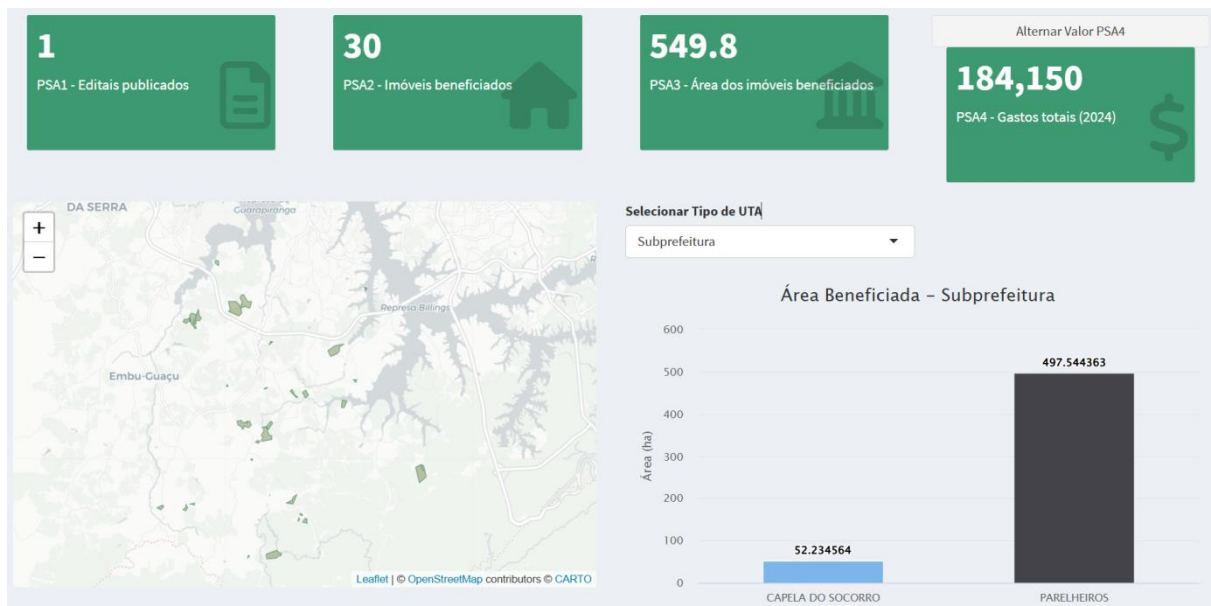 1
PSA1 - Editais publicados
30
PSA2 - Imóveis beneficiados
549.8
PSA3 - Área dos imóveis beneficiados
Alternar Valor PSA4
184,150
PSA4 - Gastos totais (2024)
+
−
DA SERRA
Guarapiranga
Represa Billings
Embu-Guaçu
Leaflet | © OpenStreetMap contributors © CARTO
Selecionar Tipo de UTA
Subprefeitura
Área Beneficiada – Subprefeitura
Área (ha)
600
500
400
300
200
100
0
52.234564
497.544363
CAPELA DO SOCORRO
PARELHEIROS